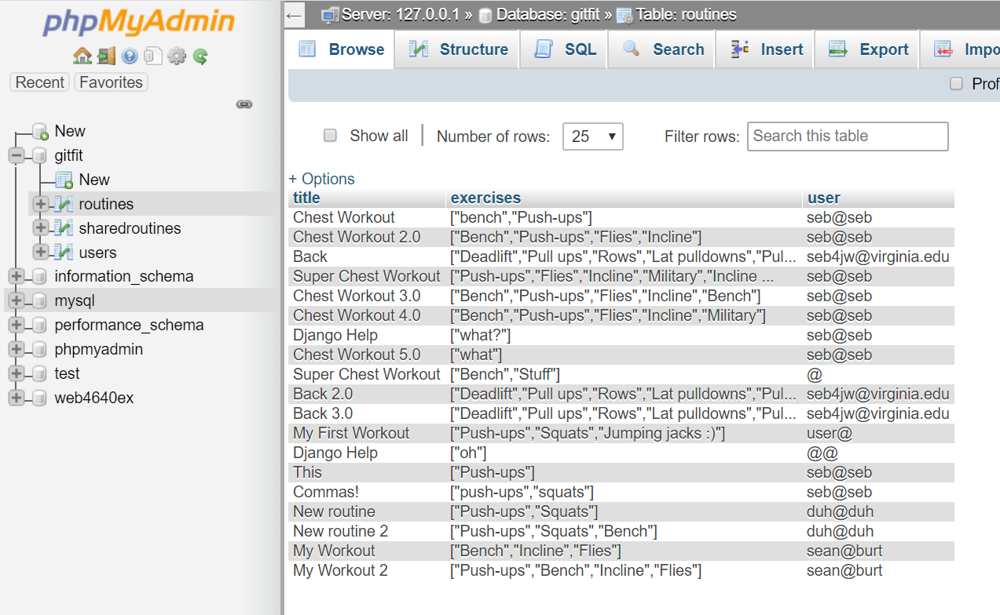 phpMyAdmin
Recent Favorites
New
gitfit
New
routines
sharedroutines
users
information_schema
mysql
performance_schema
phpmyadmin
test
web4640ex
← Server: 127.0.0.1 » Database: gitfit » Table: routines
Browse Structure SQL Search Insert Export Impo
Prof
Show all | Number of rows: 25 Filter rows: Search this table
+ Options
title exercises user
Chest Workout ["bench","Push-ups"] seb@seb
Chest Workout 2.0 ["Bench","Push-ups","Flies","Incline"] seb@seb
Back ["Deadlift","Pull ups","Rows","Lat pulldowns","Pul... seb4jw@virginia.edu
Super Chest Workout ["Push-ups","Flies","Incline","Military","Incline ... seb@seb
Chest Workout 3.0 ["Bench","Push-ups","Flies","Incline","Bench"] seb@seb
Chest Workout 4.0 ["Bench","Push-ups","Flies","Incline","Military"] seb@seb
Django Help ["what?"] seb@seb
Chest Workout 5.0 ["what"] seb@seb
Super Chest Workout ["Bench","Stuff"] @
Back 2.0 ["Deadlift","Pull ups","Rows","Lat pulldowns","Pul... seb4jw@virginia.edu
Back 3.0 ["Deadlift","Pull ups","Rows","Lat pulldowns","Pul... seb4jw@virginia.edu
My First Workout ["Push-ups","Squats","Jumping jacks :)"] user@
Django Help ["oh"] @@
This ["Push-ups"] seb@seb
Commas! ["push-ups","squats"] seb@seb
New routine ["Push-ups","Squats"] duh@duh
New routine 2 ["Push-ups","Squats","Bench"] duh@duh
My Workout ["Bench","Incline","Flies"] sean@burt
My Workout 2 ["Push-ups","Bench","Incline","Flies"] sean@burt